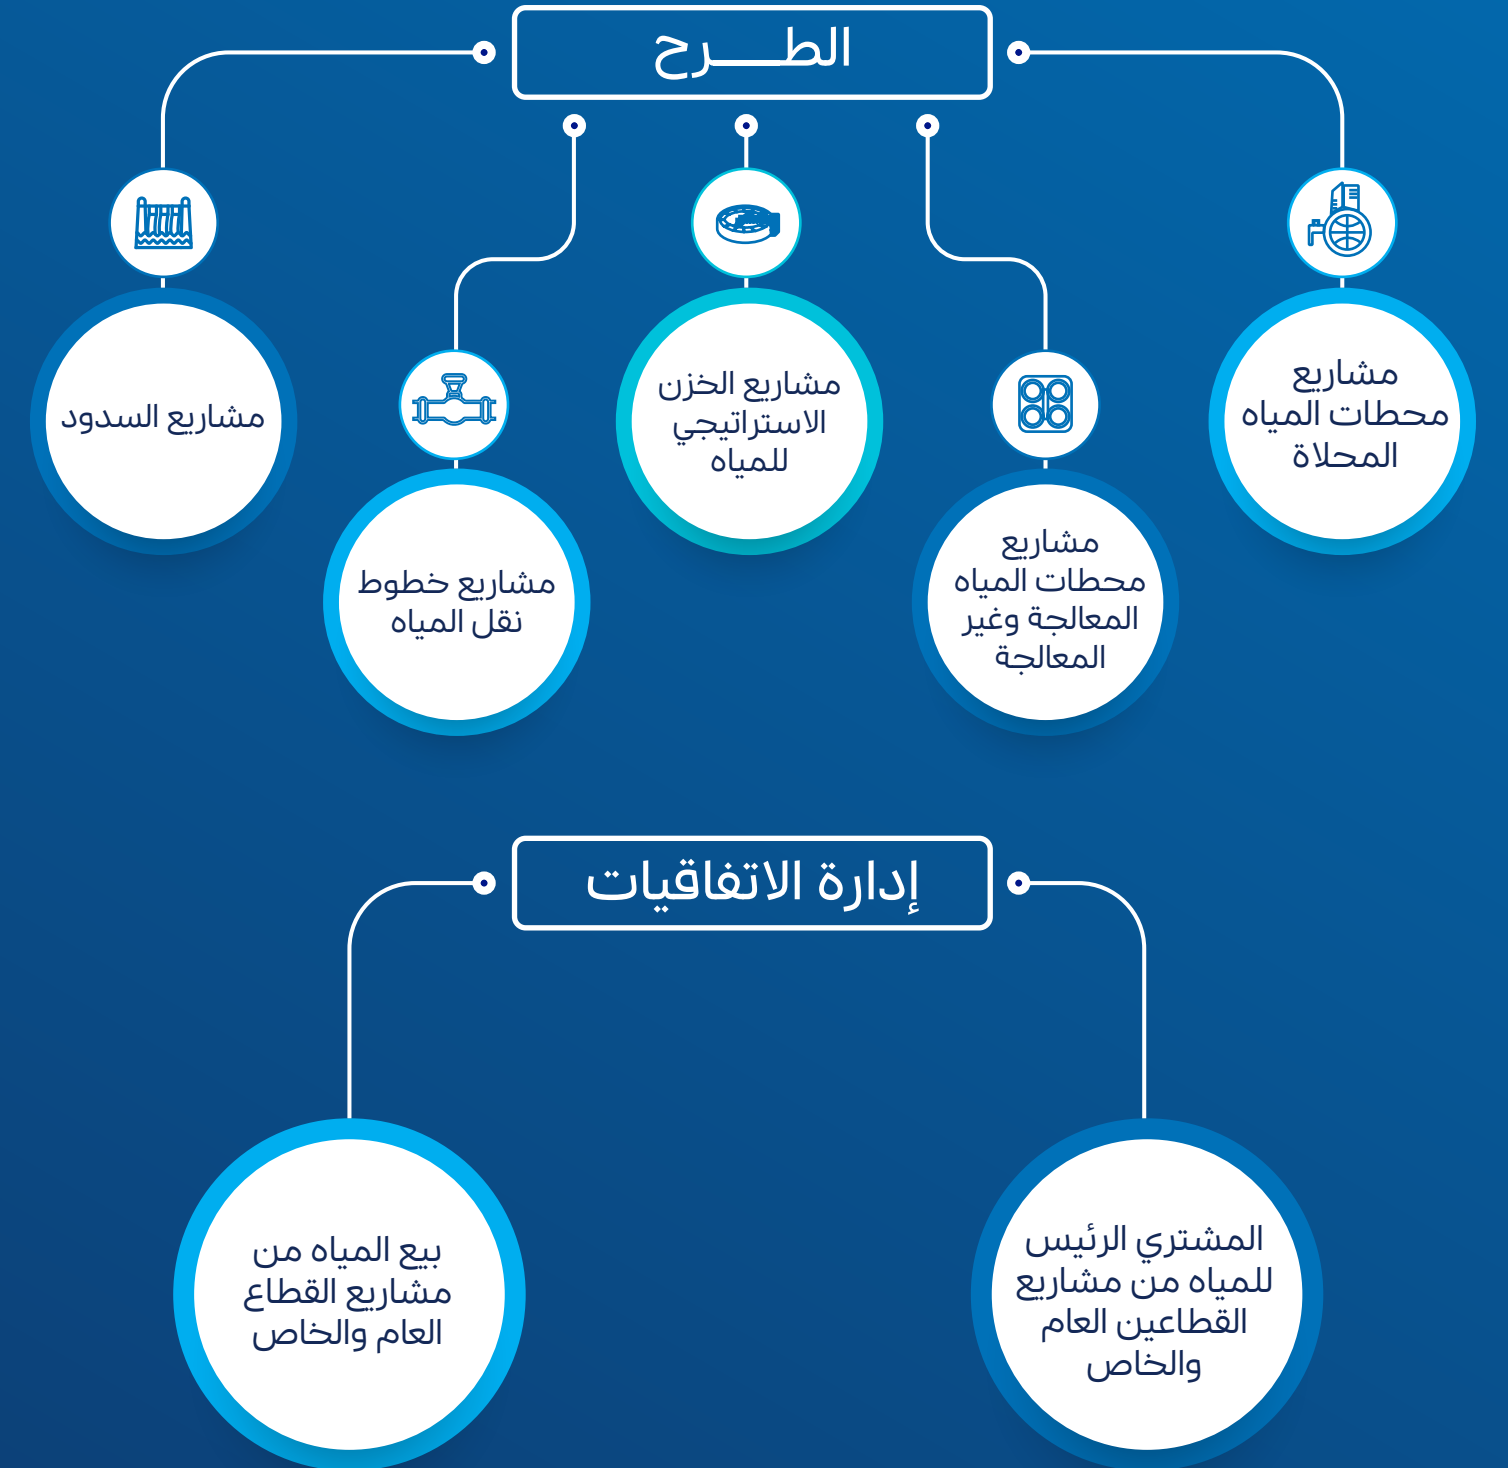 الطـــــرح
مشاريع
محطات المياه
المحلاة
مشاريع
محطات المياه
المعالجة وغير
المعالجة
مشاريع الخزن
الاستراتيجي
للمياه
مشاريع خطوط
نقل المياه
مشاريع السدود
إدارة الاتفاقيات
المشتري الرئيس
للمياه من مشاريع
القطاعين العام
والخاص
بيع المياه من
مشاريع القطاع
العام والخاص